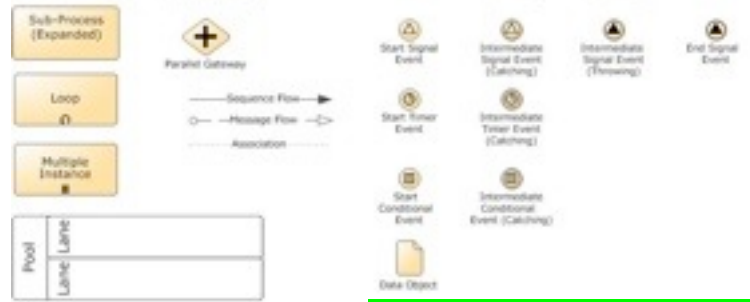 Sub-Process
(Expanded)
Parallel Gateway
Start Signal
Event
Intermediate
Signal Event
(Catching)
Intermediate
Signal Event
(Throwing)
End Signal
Event
Loop
Sequence Flow
Message Flow
Association
Start Timer
Event
Intermediate
Timer Event
(Catching)
Multiple
Instance
Start
Conditional
Event
Intermediate
Conditional
Event (Catching)
Pool
Lane
Lane
Data Object